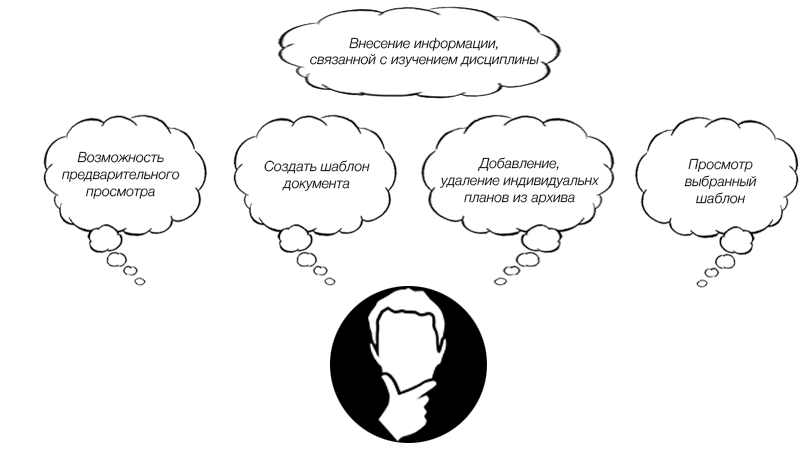 Внесение информации,
связанной с изучением дисциплины
Возможность
предварительного
просмотра
Создать шаблон
документа
Добавление,
удаление индивидуальнх
планов из архива
Просмотр
выбранный
шаблон